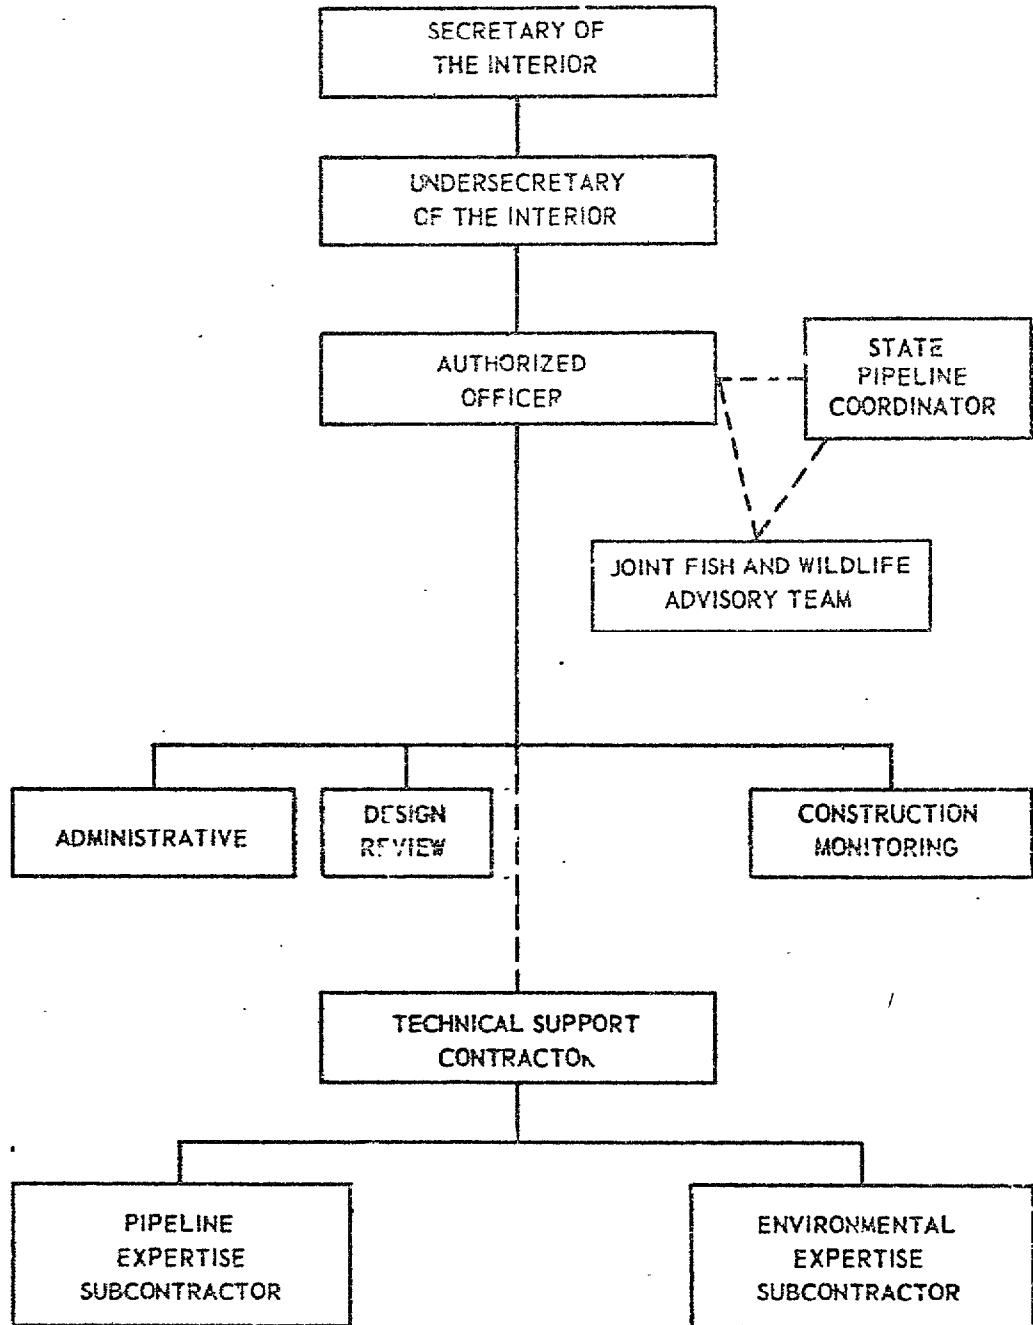 SECRETARY OF
THE INTERIOR
UNDERSECRETARY
OF THE INTERIOR
AUTHORIZED
OFFICER
STATE
PIPELINE
COORDINATOR
JOINT FISH AND WILDLIFE
ADVISORY TEAM
ADMINISTRATIVE
DESIGN
REVIEW
CONSTRUCTION
MONITORING
TECHNICAL SUPPORT
CONTRACTOR
PIPELINE
EXPERTISE
SUBCONTRACTOR
ENVIRONMENTAL
EXPERTISE
SUBCONTRACTOR